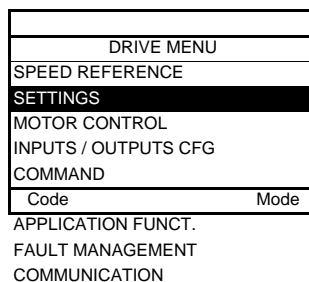 DRIVE MENU
SPEED REFERENCE
SETTINGS
MOTOR CONTROL
INPUTS / OUTPUTS CFG
COMMAND
Code Mode
APPLICATION FUNCT.
FAULT MANAGEMENT
COMMUNICATION